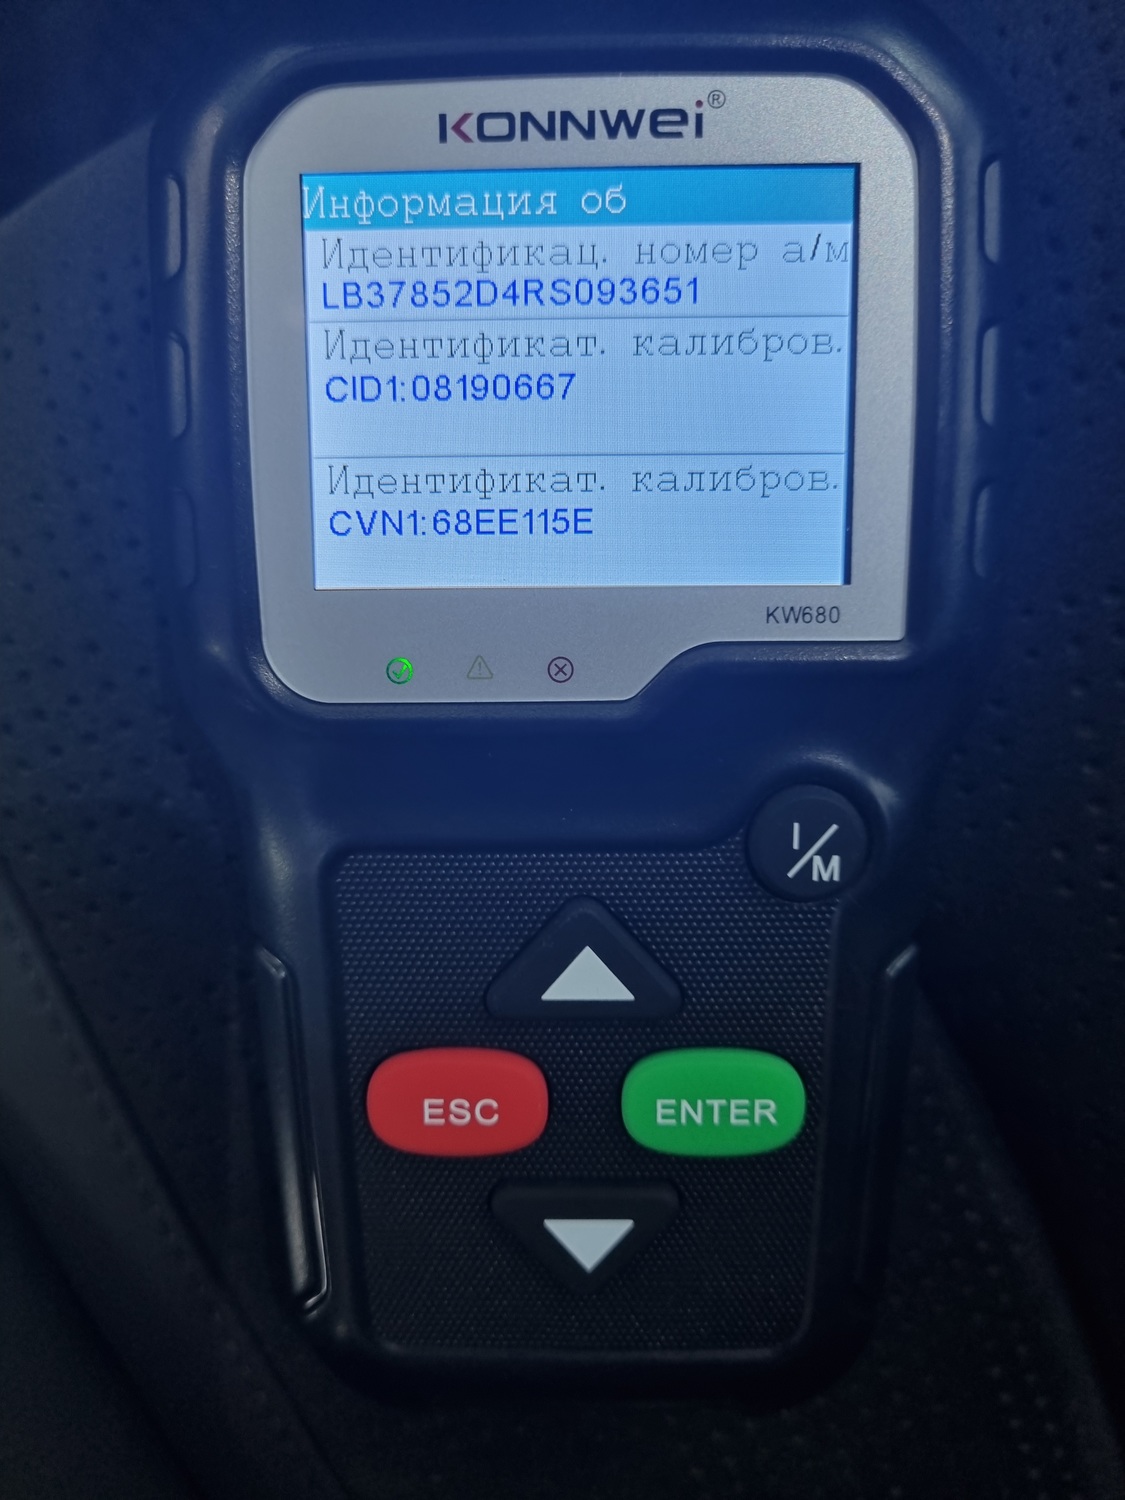 KONNWEI®
Информация об
Идентификац. номер а/м
LB37852D4RS093651
Идентификат. калибров.
CID1:08190667
Идентификат. калибров.
CVN1:68EE115E
KW680
I/M
ESC
ENTER